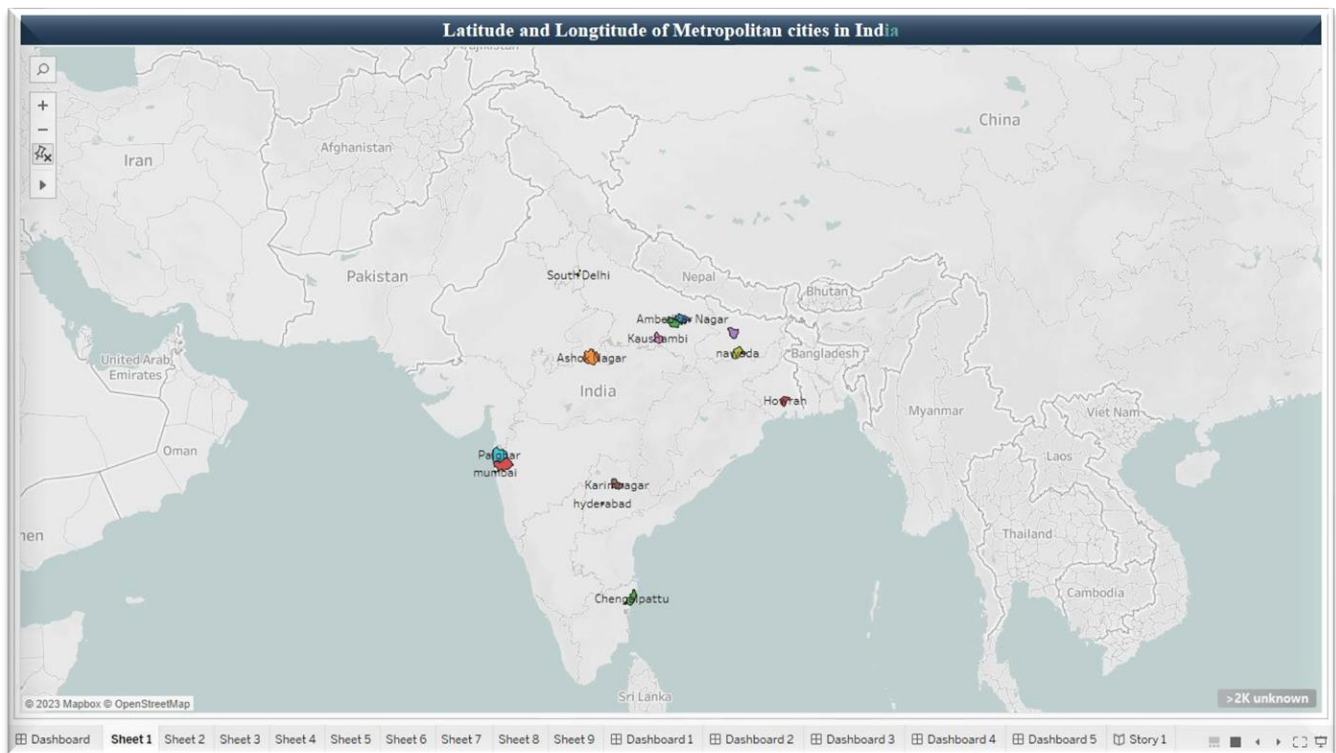 Latitude and Longtitude of Metropolitan cities in India
China
Iran
Afghanistan
Pakistan
South Delhi
Nepal
Bhutan
Ambedkar Nagar
Kaushambi
Ashok Nagar
nawada
Bangladesh
United Arab
Emirates
India
Howrah
Myanmar
Viet Nam
Oman
Palghar
mumbai
Laos
Karimnagar
hyderabad
Thailand
Cambodia
Chengalpattu
Sri Lanka
© 2023 Mapbox © OpenStreetMap
>2K unknown
Dashboard Sheet 1 Sheet 2 Sheet 3 Sheet 4 Sheet 5 Sheet 6 Sheet 7 Sheet 8 Sheet 9 Dashboard 1 Dashboard 2 Dashboard 3 Dashboard 4 Dashboard 5 Story 1